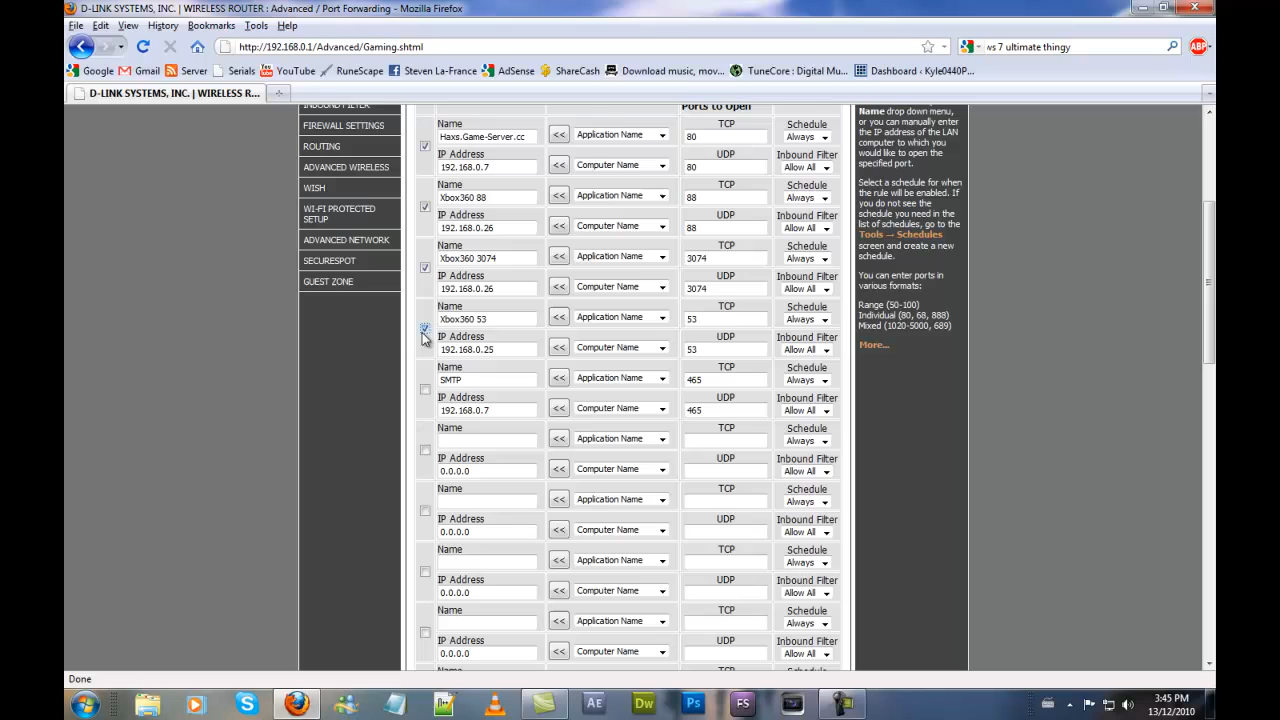 D-LINK SYSTEMS, INC. | WIRELESS ROUTER : Advanced / Port Forwarding - Mozilla Firefox
File Edit View History Bookmarks Tools Help
http://192.168.0.1/Advanced/Gaming.shtml
vs 7 ultimate thingy
ABP
Google Gmail Server Serials YouTube RuneScape Steven La-France AdSense ShareCash Download music, mov... TuneCore: Digital Mu... Dashboard ‹ Kyle0440P...
D-LINK SYSTEMS, INC. | WIRELESS R...
INBOUND FILTER
FIREWALL SETTINGS
ROUTING
ADVANCED WIRELESS
WISH
WI-FI PROTECTED
SETUP
ADVANCED NETWORK
SECURESPOT
GUEST ZONE
Ports to Open
Name TCP Schedule
Haxs.Game-Server.cc << Application Name 80 Always
IP Address UDP Inbound Filter
192.168.0.7 << Computer Name 80 Allow All
Name TCP Schedule
Xbox360 88 << Application Name 88 Always
IP Address UDP Inbound Filter
192.168.0.26 << Computer Name 88 Allow All
Name TCP Schedule
Xbox360 3074 << Application Name 3074 Always
IP Address UDP Inbound Filter
192.168.0.26 << Computer Name 3074 Allow All
Name TCP Schedule
Xbox360 53 << Application Name 53 Always
IP Address UDP Inbound Filter
192.168.0.25 << Computer Name 53 Allow All
Name TCP Schedule
SMTP << Application Name 465 Always
IP Address UDP Inbound Filter
192.168.0.7 << Computer Name 465 Allow All
Name TCP Schedule
<< Application Name Always
IP Address UDP Inbound Filter
0.0.0.0 << Computer Name Allow All
Name TCP Schedule
<< Application Name Always
IP Address UDP Inbound Filter
0.0.0.0 << Computer Name Allow All
Name TCP Schedule
<< Application Name Always
IP Address UDP Inbound Filter
0.0.0.0 << Computer Name Allow All
Name TCP Schedule
<< Application Name Always
IP Address UDP Inbound Filter
0.0.0.0 << Computer Name Allow All
Name drop down menu,
or you can manually enter
the IP address of the LAN
computer to which you
would like to open the
specified port.
Select a schedule for when
the rule will be enabled. If
you do not see the
schedule you need in the
list of schedules, go to the
Tools → Schedules
screen and create a new
schedule.
You can enter ports in
various formats:
Range (50-100)
Individual (80, 68, 888)
Mixed (1020-5000, 689)
More...
Done
Ae Dw Ps FS
3:45 PM
13/12/2010